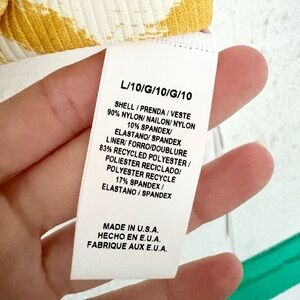 L/10/G/10/G/10
SHELL / PRENDA / VESTE
90% NYLON/ NAILON/ NYLON
10% SPANDEX/
ELASTANO/ SPANDEX
LINER/ FORRO/DOUBLURE
83% RECYCLED POLYESTER /
POLIESTER RECICLADO/
POLYESTER RECYCLE
17% SPANDEX /
ELASTANO / SPANDEX
MADE IN U.S.A.
HECHO EN E.U.A.
FABRIQUE AUX E.U.A.